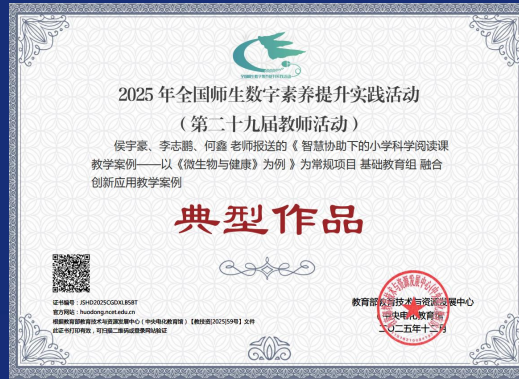 2025 年全国师生数字素养提升实践活动
（第二十九届教师活动）
侯宇豪、李志鹏、何鑫 老师报送的《 智慧协助下的小学科学阅读课
教学案例——以《微生物与健康》为例 》为常规项目 基础教育组 融合
创新应用教学案例
典型作品
证书编号：JSHD2025CGDXLB5BT
官方网站：huodong.ncet.edu.cn
根据教育部教育技术与资源发展中心（中央电化教育馆）【教技资[2025]59号】文件
此证书打印有效，可扫描二维码或登录网站验证
教育部教育技术与资源发展中心
（中央电化教育馆）
二〇二五年十二月